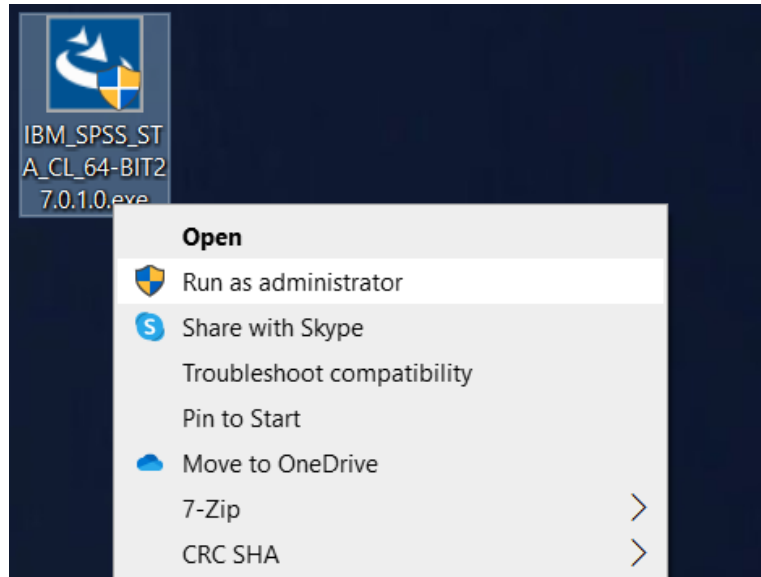 IBM_SPSS_ST
A_CL_64-BIT2
7.0.1.0.exe
Open
Run as administrator
S
Share with Skype
Troubleshoot compatibility
Pin to Start
Move to OneDrive
7-Zip
CRC SHA